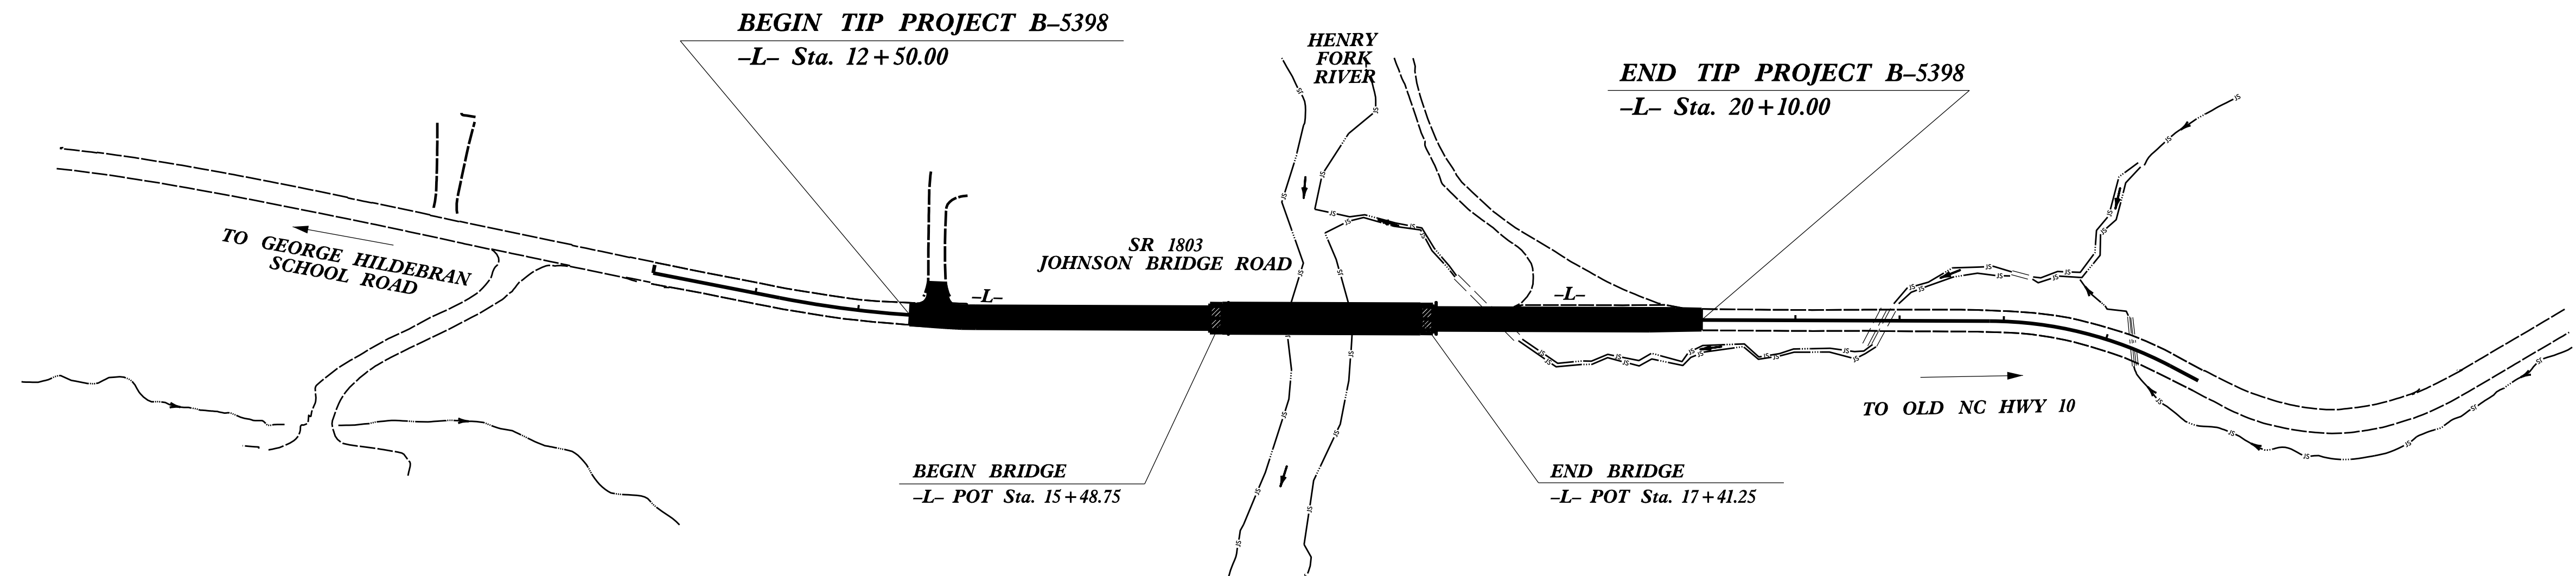 BEGIN TIP PROJECT B–5398
–L– Sta. 12+50.00
HENRY
FORK
RIVER
END TIP PROJECT B–5398
–L– Sta. 20+10.00
TO GEORGE HILDEBRAN
SCHOOL ROAD
SR 1803
JOHNSON BRIDGE ROAD
–L–
–L–
TO OLD NC HWY 10
BEGIN BRIDGE
–L– POT Sta. 15+48.75
END BRIDGE
–L– POT Sta. 17+41.25